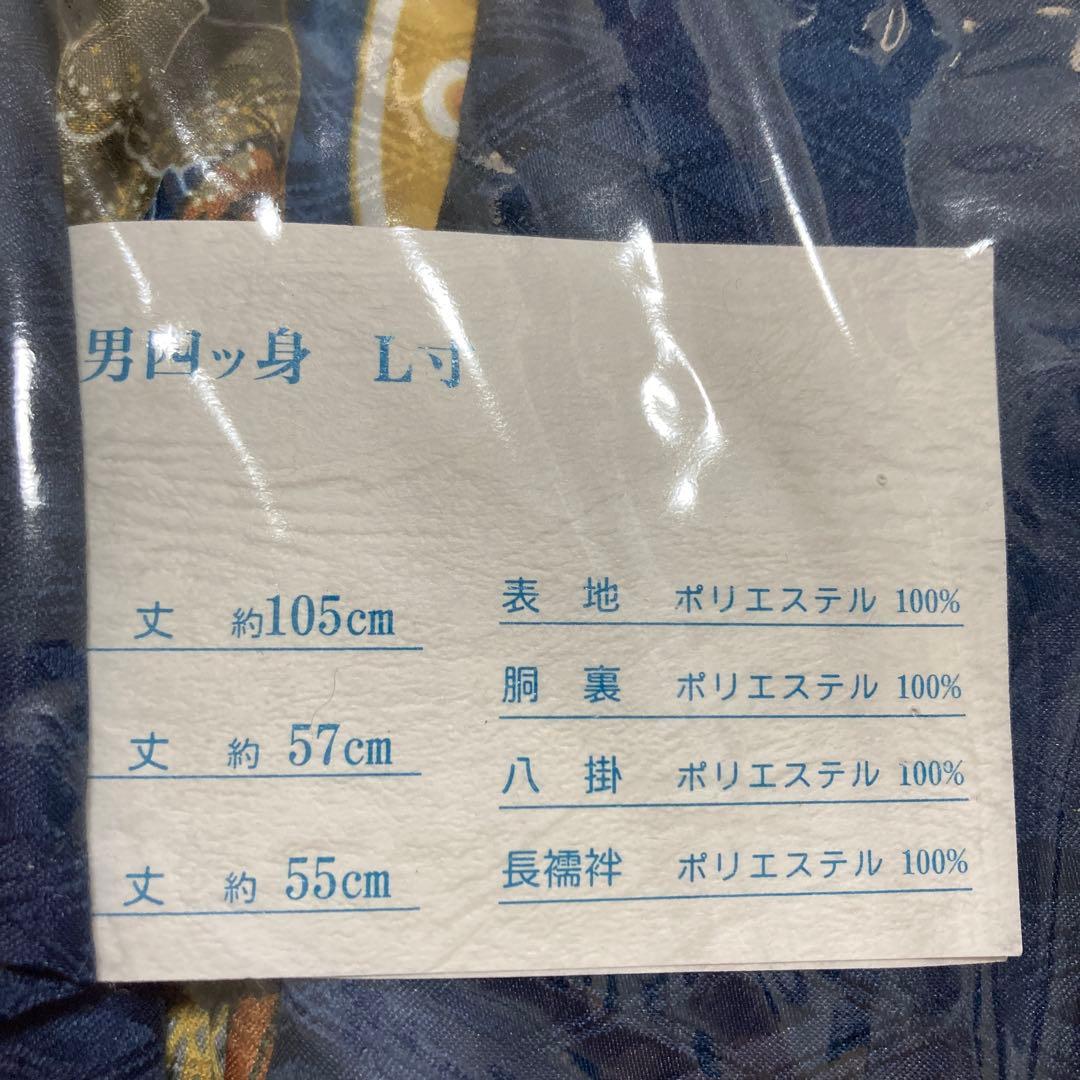 男四ッ身 L寸
丈 約105cm
丈 約 57cm
丈 約 55cm
表地 ポリエステル 100%
胴裏 ポリエステル 100%
八掛 ポリエステル 100%
長襦袢 ポリエステル 100%